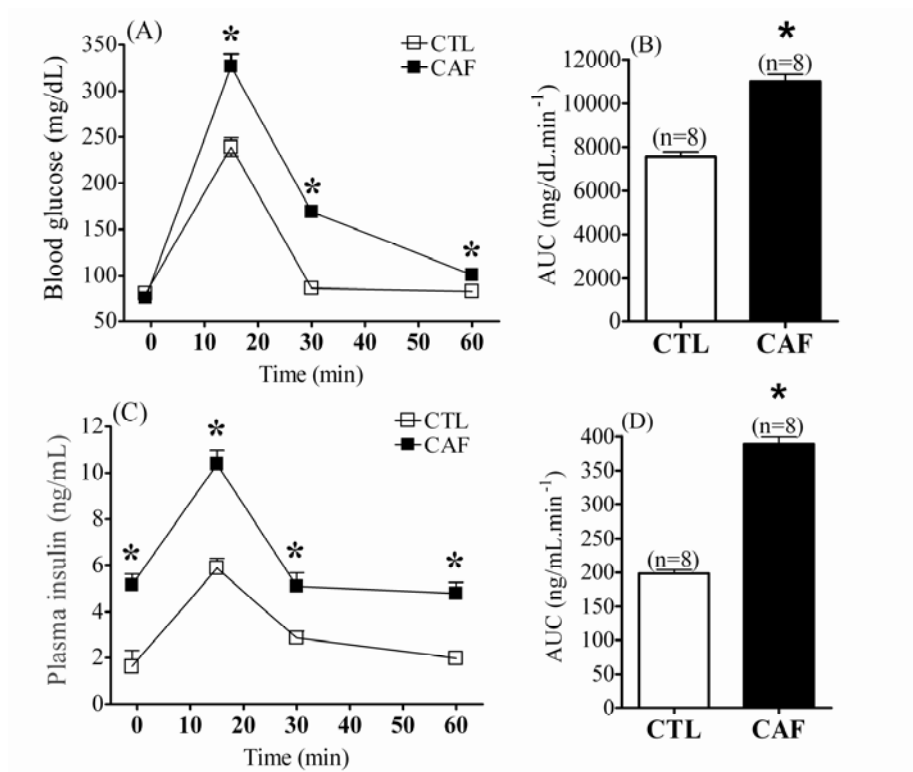 (A)
*
CTL
CAF
*
*
Blood glucose (mg/dL)
350
300
250
200
150
100
50
0 10 20 30 40 50 60
Time (min)
(B)
*
(n=8)
(n=8)
AUC (mg/dL.min⁻¹)
12000
10000
8000
6000
4000
2000
0
CTL CAF
(C)
*
*
*
*
CTL
CAF
Plasma insulin (ng/mL)
12
10
8
6
4
2
0
0 10 20 30 40 50 60
Time (min)
(D)
*
(n=8)
(n=8)
AUC (ng/mL.min⁻¹)
400
350
300
250
200
150
100
50
0
CTL CAF